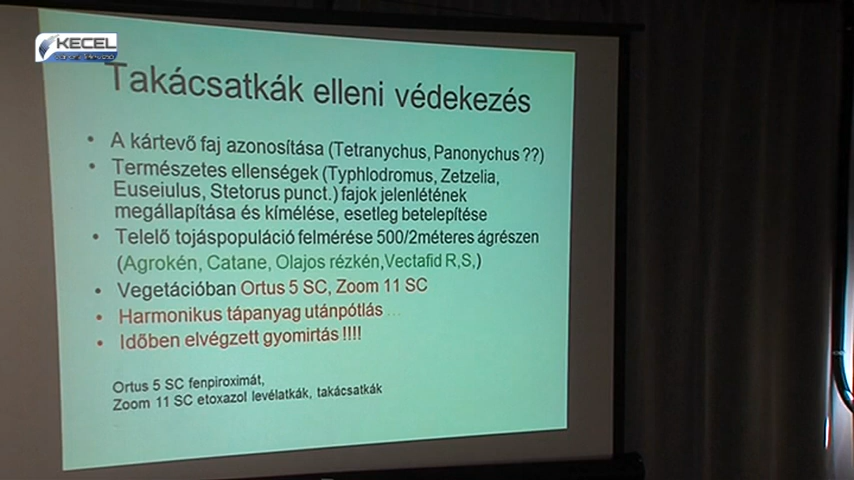 KECEL
Takácsatkák elleni védekezés
• A kártevő faj azonosítása (Tetranychus, Panonychus ??)
• Természetes ellenségek (Typhlodromus, Zetzelia,
Euseiulus, Stetorus punct.) fajok jelenlétének
megállapítása és kímélése, esetleg betelepítése
• Telelő tojáspopuláció felmérése 500/2méteres ágrészen
(Agrokén, Catane, Olajos rézkén,Vectafid R,S,)
• Vegetációban Ortus 5 SC, Zoom 11 SC
• Harmonikus tápanyag utánpótlás ...
• Időben elvégzett gyomirtás !!!!
Ortus 5 SC fenpiroximát,
Zoom 11 SC etoxazol levélatkák, takácsatkák